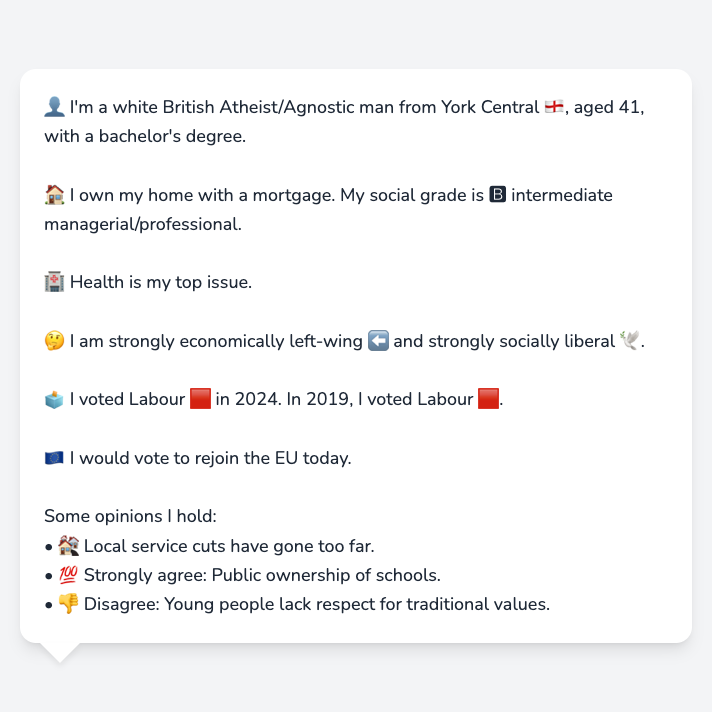 👤 I'm a white British Atheist/Agnostic man from York Central 🏴󠁧󠁢󠁥󠁮󠁧󠁿, aged 41,
with a bachelor's degree.
🏠 I own my home with a mortgage. My social grade is 🅱 intermediate
managerial/professional.
🏥 Health is my top issue.
🤔 I am strongly economically left-wing ⬅️ and strongly socially liberal 🕊️.
🗳️ I voted Labour 🟥 in 2024. In 2019, I voted Labour 🟥.
🇪🇺 I would vote to rejoin the EU today.
Some opinions I hold:
• 🏚️ Local service cuts have gone too far.
• 💯 Strongly agree: Public ownership of schools.
• 👎 Disagree: Young people lack respect for traditional values.